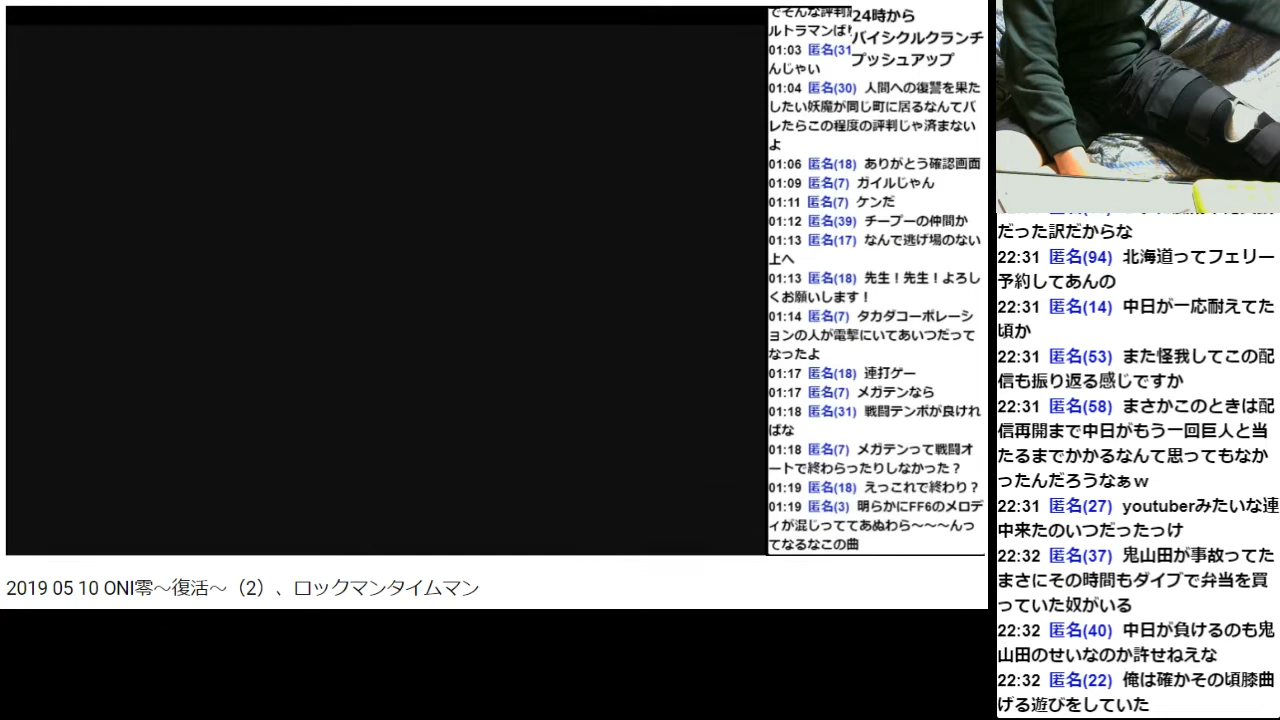 でそんな評判
ルトラマンばり
24時から
バイシクルクランチ
プッシュアップ
01:03 匿名(31
んじゃい
01:04 匿名(30) 人間への復讐を果た
したい妖魔が同じ町に居るなんてバ
レたらこの程度の評判じゃ済まない
よ
01:06 匿名(18) ありがとう確認画面
01:09 匿名(7) ガイルじゃん
01:11 匿名(7) ケンだ
01:12 匿名(39) チープーの仲間か
01:13 匿名(17) なんで逃げ場のない
上へ
01:13 匿名(18) 先生！先生！よろし
くお願いします！
01:14 匿名(7) タカダコーポレーシ
ョンの人が電撃にいてあいつだって
なったよ
01:17 匿名(18) 連打ゲー
01:17 匿名(7) メガテンなら
01:18 匿名(31) 戦闘テンポが良けれ
ばな
01:18 匿名(7) メガテンって戦闘オ
ートで終わらったりしなかった？
01:19 匿名(18) えっこれで終わり？
01:19 匿名(3) 明らかにFF6のメロデ
ィが混じっててあぬわら～～～んっ
てなるなこの曲
2019 05 10 ONI零～復活～（2）、ロックマンタイムマン
だった訳だからな
22:31 匿名(94) 北海道ってフェリー
予約してあんの
22:31 匿名(14) 中日が一応耐えてた
頃か
22:31 匿名(53) また怪我してこの配
信も振り返る感じですか
22:31 匿名(58) まさかこのときは配
信再開まで中日がもう一回巨人と当
たるまでかかるなんて思ってもなか
ったんだろうなぁｗ
22:31 匿名(27) youtuberみたいな連
中来たのいつだったっけ
22:32 匿名(37) 鬼山田が事故ってた
まさにその時間もダイブで弁当を買
っていた奴がいる
22:32 匿名(40) 中日が負けるのも鬼
山田のせいなのか許せねえな
22:32 匿名(22) 俺は確かその頃膝曲
げる遊びをしていた